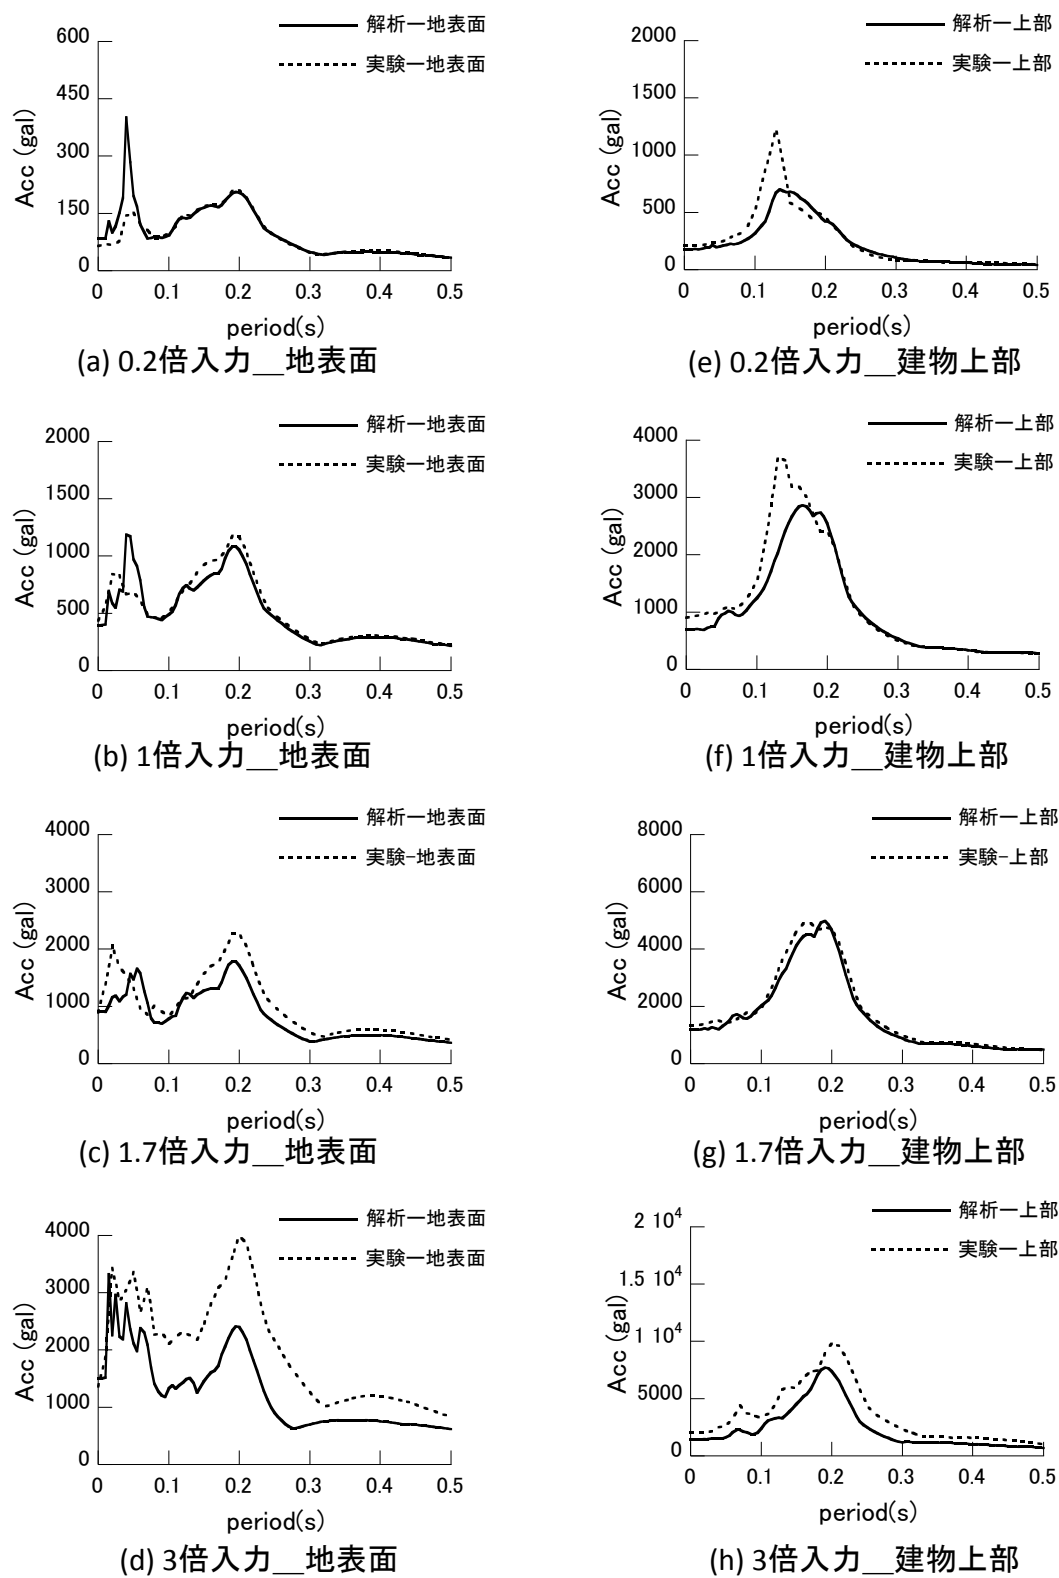 解析ー地表面
実験ー地表面
600
450
300
150
0
Acc (gal)
0 0.1 0.2 0.3 0.4 0.5
period(s)
(a) 0.2倍入力__地表面
解析ー上部
実験ー上部
2000
1500
1000
500
0
Acc (gal)
0 0.1 0.2 0.3 0.4 0.5
period(s)
(e) 0.2倍入力__建物上部
解析ー地表面
実験ー地表面
2000
1500
1000
500
0
Acc (gal)
0 0.1 0.2 0.3 0.4 0.5
period(s)
(b) 1倍入力__地表面
解析ー上部
実験ー上部
4000
3000
2000
1000
0
Acc (gal)
0 0.1 0.2 0.3 0.4 0.5
period(s)
(f) 1倍入力__建物上部
解析ー地表面
実験-地表面
4000
3000
2000
1000
0
Acc (gal)
0 0.1 0.2 0.3 0.4 0.5
period(s)
(c) 1.7倍入力__地表面
解析ー上部
実験-上部
8000
6000
4000
2000
0
Acc (gal)
0 0.1 0.2 0.3 0.4 0.5
period(s)
(g) 1.7倍入力__建物上部
解析ー地表面
実験ー地表面
4000
3000
2000
1000
0
Acc (gal)
0 0.1 0.2 0.3 0.4 0.5
period(s)
(d) 3倍入力__地表面
解析ー上部
実験ー上部
2 10⁴
1.5 10⁴
1 10⁴
5000
0
Acc (gal)
0 0.1 0.2 0.3 0.4 0.5
period(s)
(h) 3倍入力__建物上部